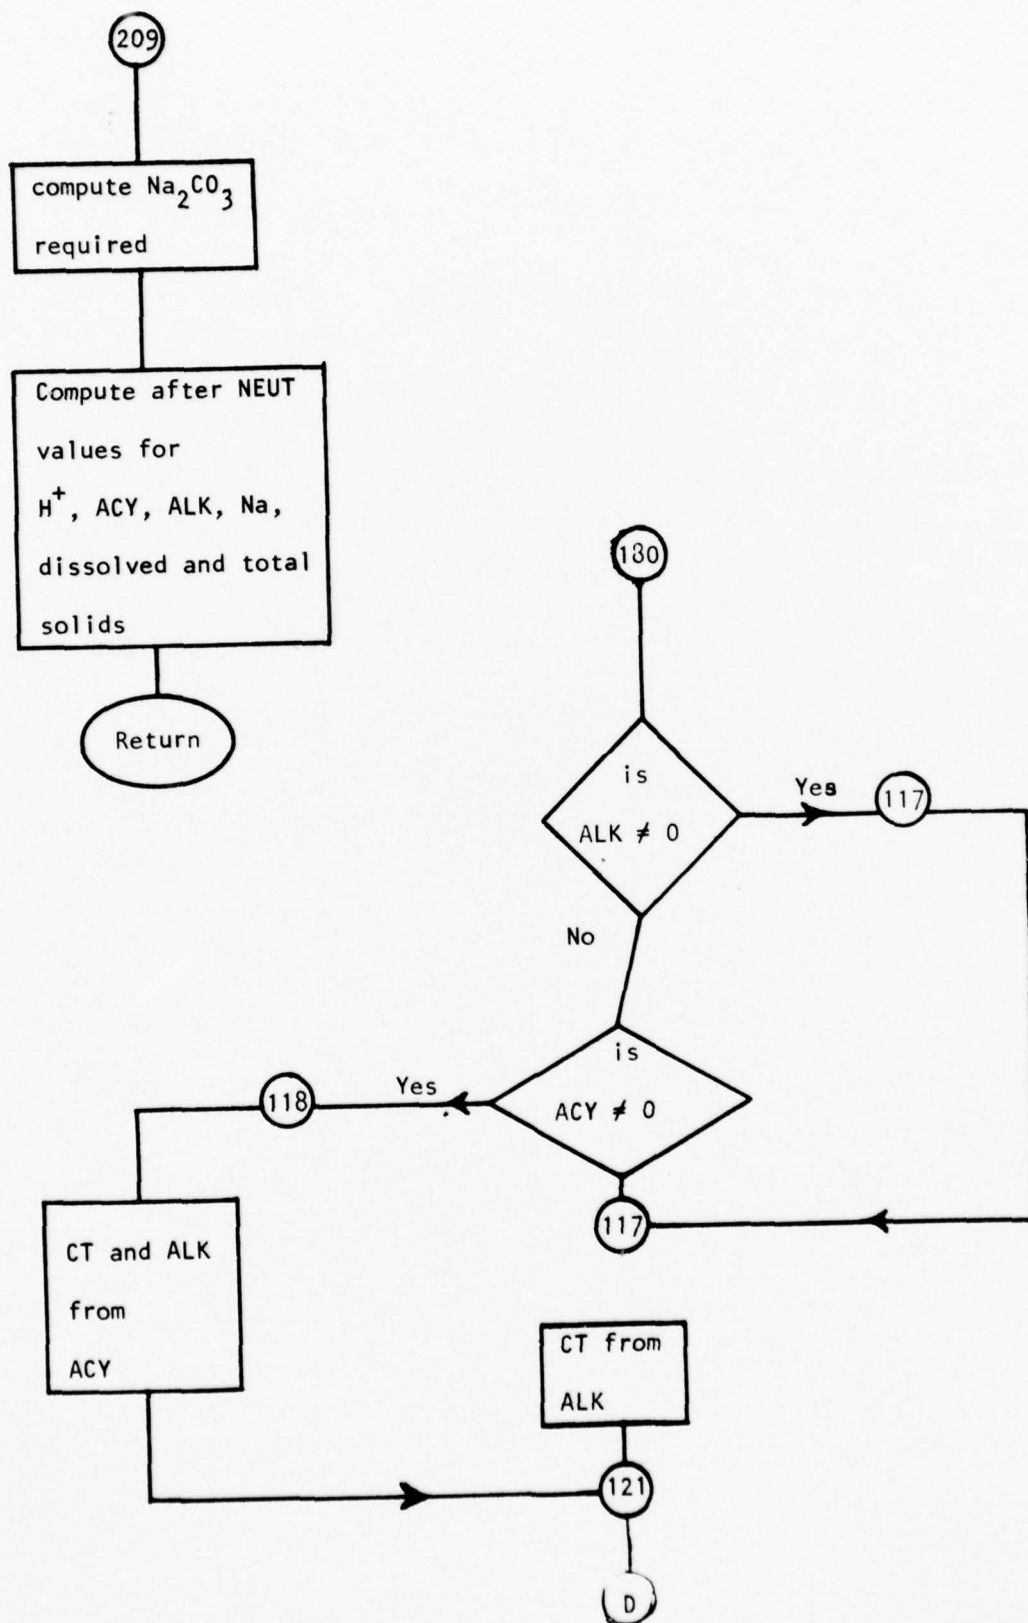 209
compute Na₂CO₃
required
Compute after NEUT
values for
H⁺, ACY, ALK, Na,
dissolved and total
solids
Return
180
is
ALK ≠ 0
Yes
117
No
is
ACY ≠ 0
Yes
118
117
CT and ALK
from
ACY
CT from
ALK
121
D